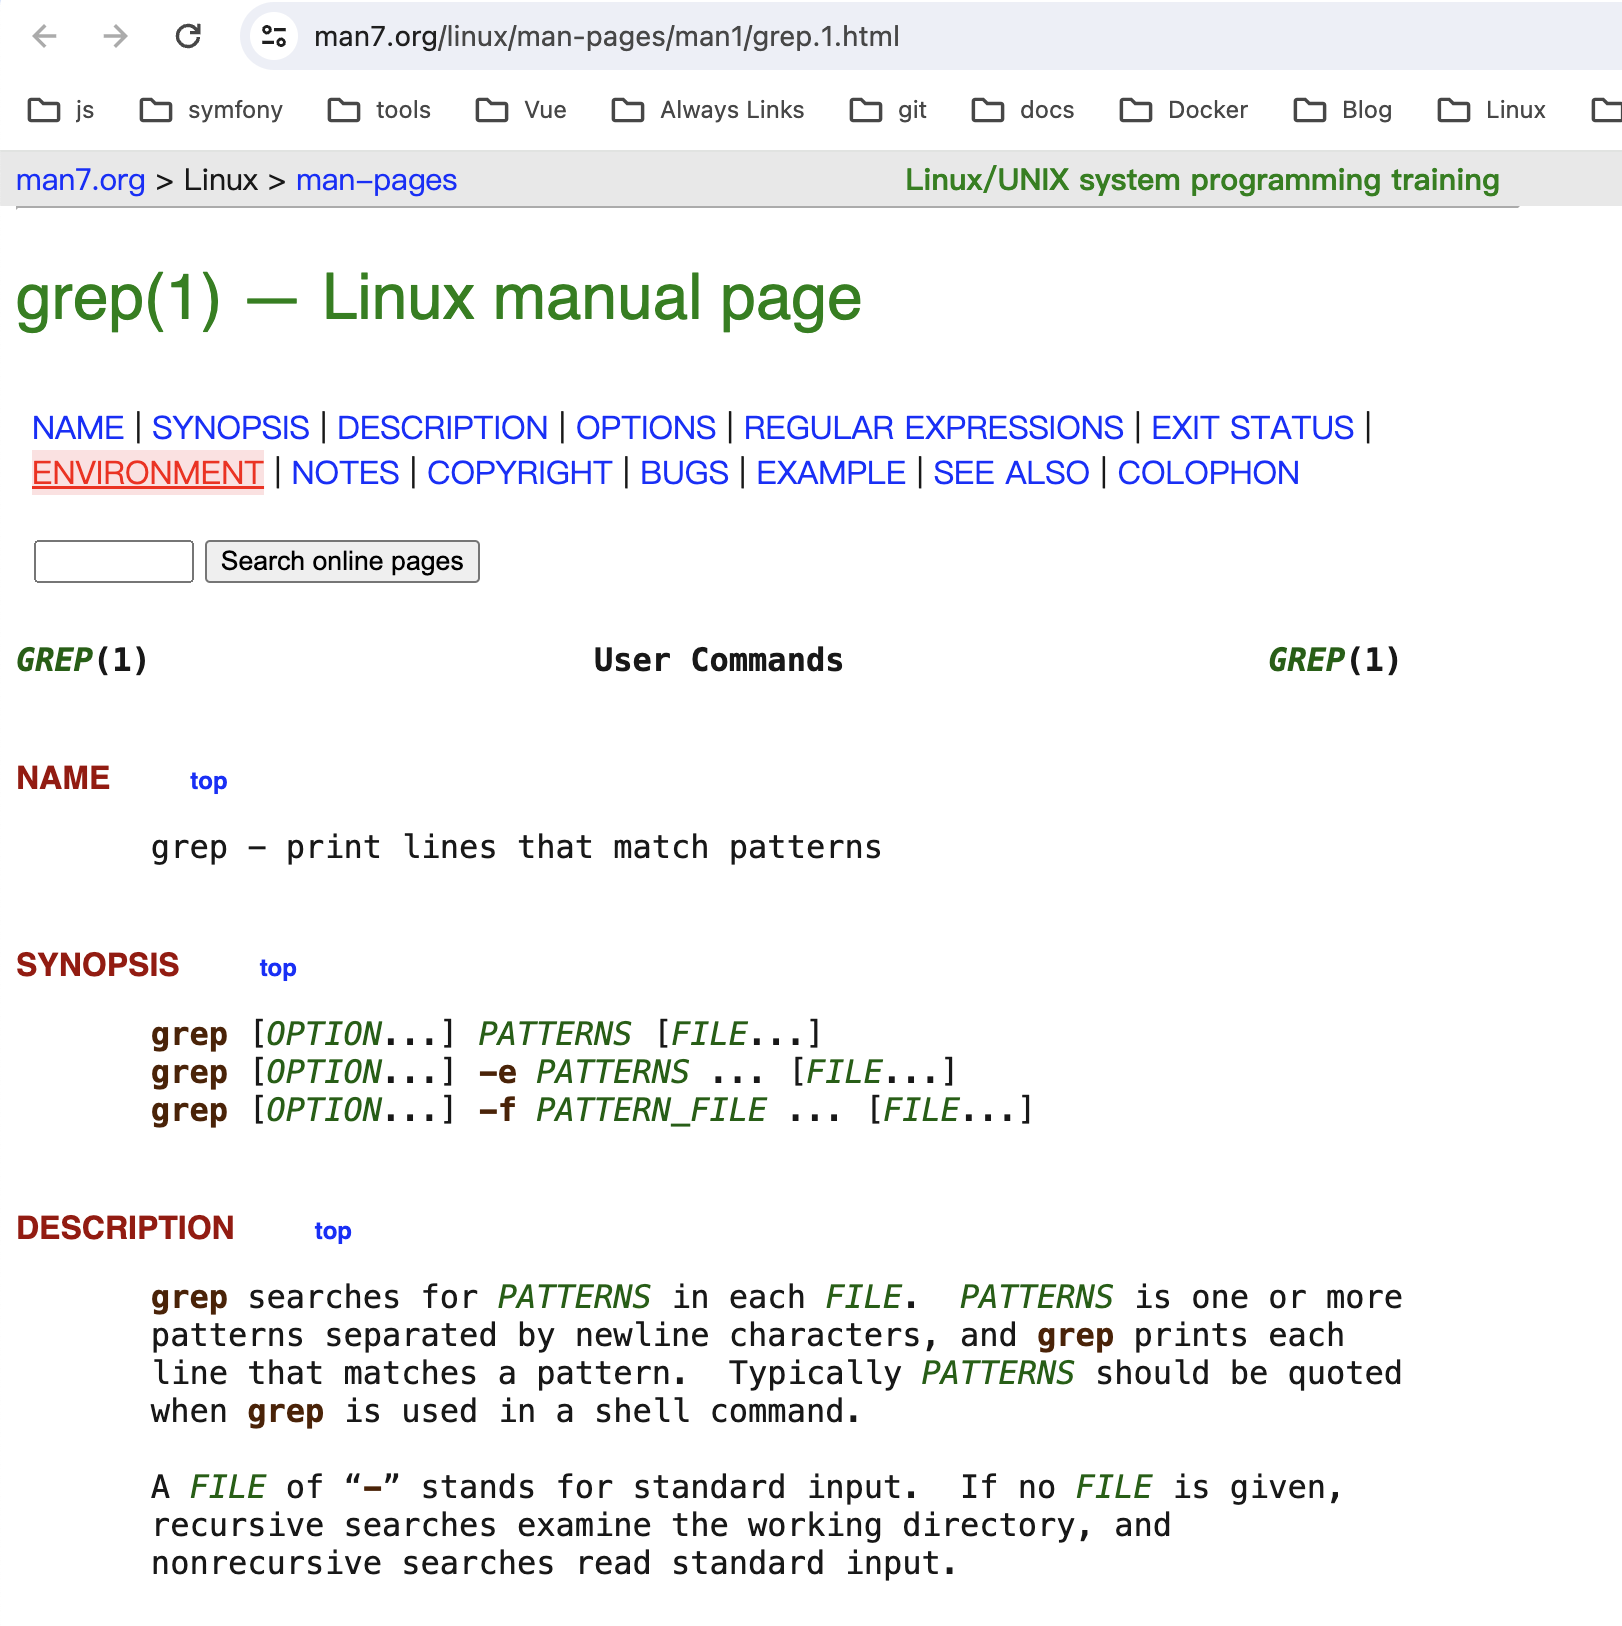 man7.org/linux/man-pages/man1/grep.1.html
js symfony tools Vue Always Links git docs Docker Blog Linux
man7.org > Linux > man-pages Linux/UNIX system programming training
grep(1) — Linux manual page
NAME | SYNOPSIS | DESCRIPTION | OPTIONS | REGULAR EXPRESSIONS | EXIT STATUS |
ENVIRONMENT | NOTES | COPYRIGHT | BUGS | EXAMPLE | SEE ALSO | COLOPHON
Search online pages
GREP(1) User Commands GREP(1)
NAME top
grep - print lines that match patterns
SYNOPSIS top
grep [OPTION...] PATTERNS [FILE...]
grep [OPTION...] -e PATTERNS ... [FILE...]
grep [OPTION...] -f PATTERN_FILE ... [FILE...]
DESCRIPTION top
grep searches for PATTERNS in each FILE.  PATTERNS is one or more
patterns separated by newline characters, and grep prints each
line that matches a pattern.  Typically PATTERNS should be quoted
when grep is used in a shell command.
A FILE of “-” stands for standard input.  If no FILE is given,
recursive searches examine the working directory, and
nonrecursive searches read standard input.